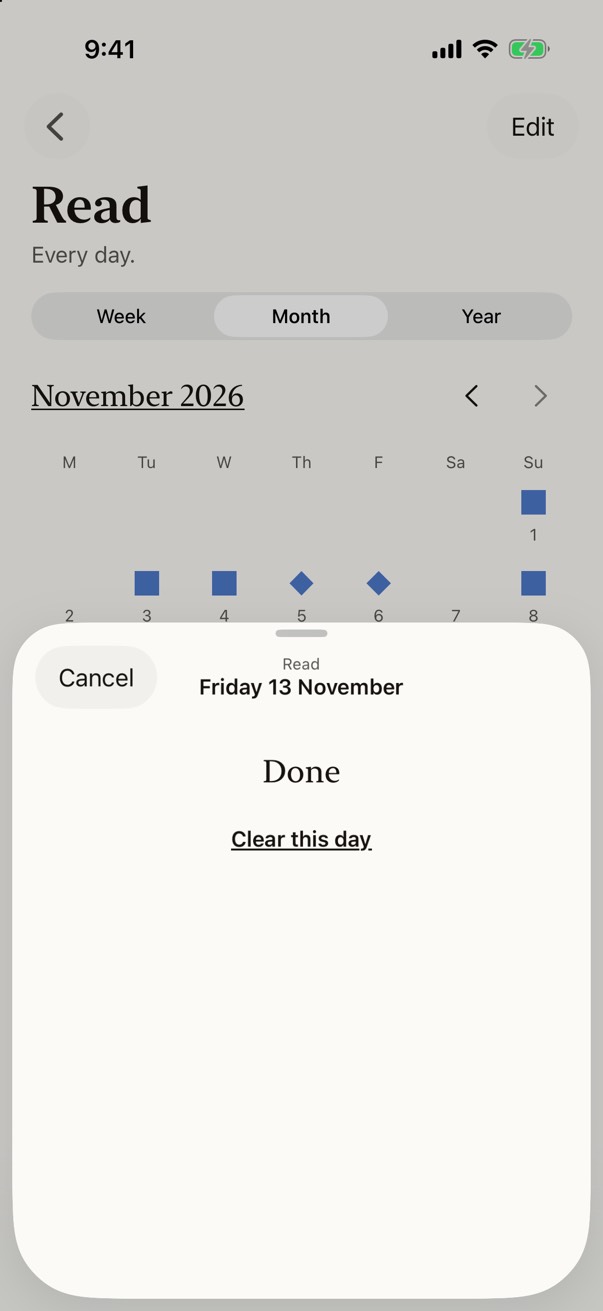 9:41
Edit
Read
Every day.
Week Month Year
November 2026
M Tu W Th F Sa Su
1
2 3 4 5 6 7 8
Cancel
Read
Friday 13 November
Done
Clear this day